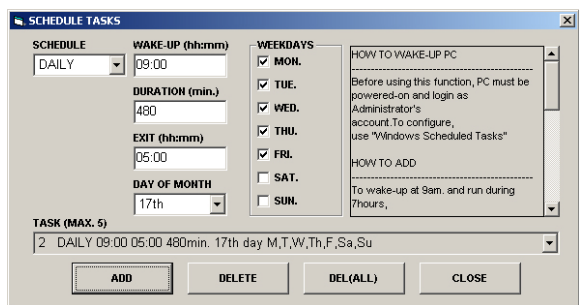 SCHEDULE TASKS
SCHEDULE
DAILY
WAKE-UP (hh:mm)
09:00
DURATION (min.)
480
EXIT (hh:mm)
05:00
DAY OF MONTH
17th
WEEKDAYS
MON.
TUE.
WED.
THU.
FRI.
SAT.
SUN.
HOW TO WAKE-UP PC
------------------------------------------------
Before using this function, PC must be
powered-on and login as
Administrator's
account.To configure,
use "Windows Scheduled Tasks"
HOW TO ADD
------------------------------------------------
To wake-up at 9am. and run during
7hours,
TASK (MAX. 5)
2 DAILY 09:00 05:00 480min. 17th day M,T,W,Th,F,Sa,Su
ADD
DELETE
DEL(ALL)
CLOSE